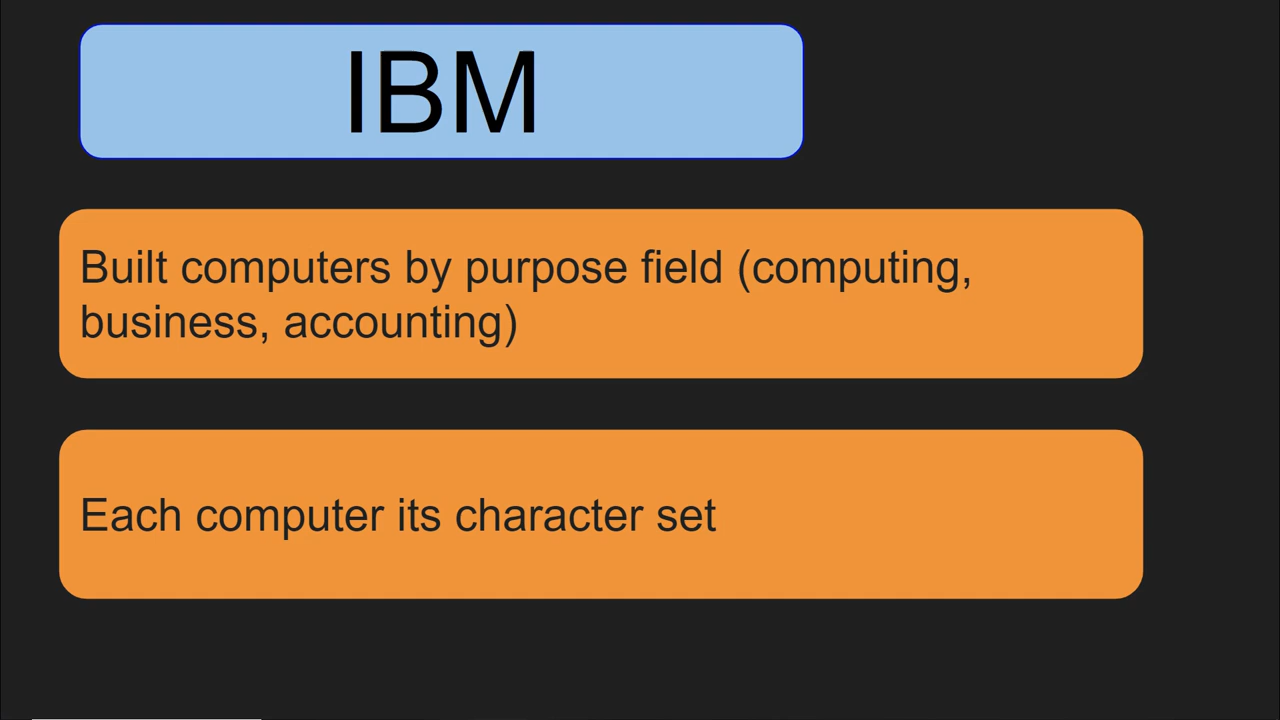 IBM
Built computers by purpose field (computing,
business, accounting)
Each computer its character set